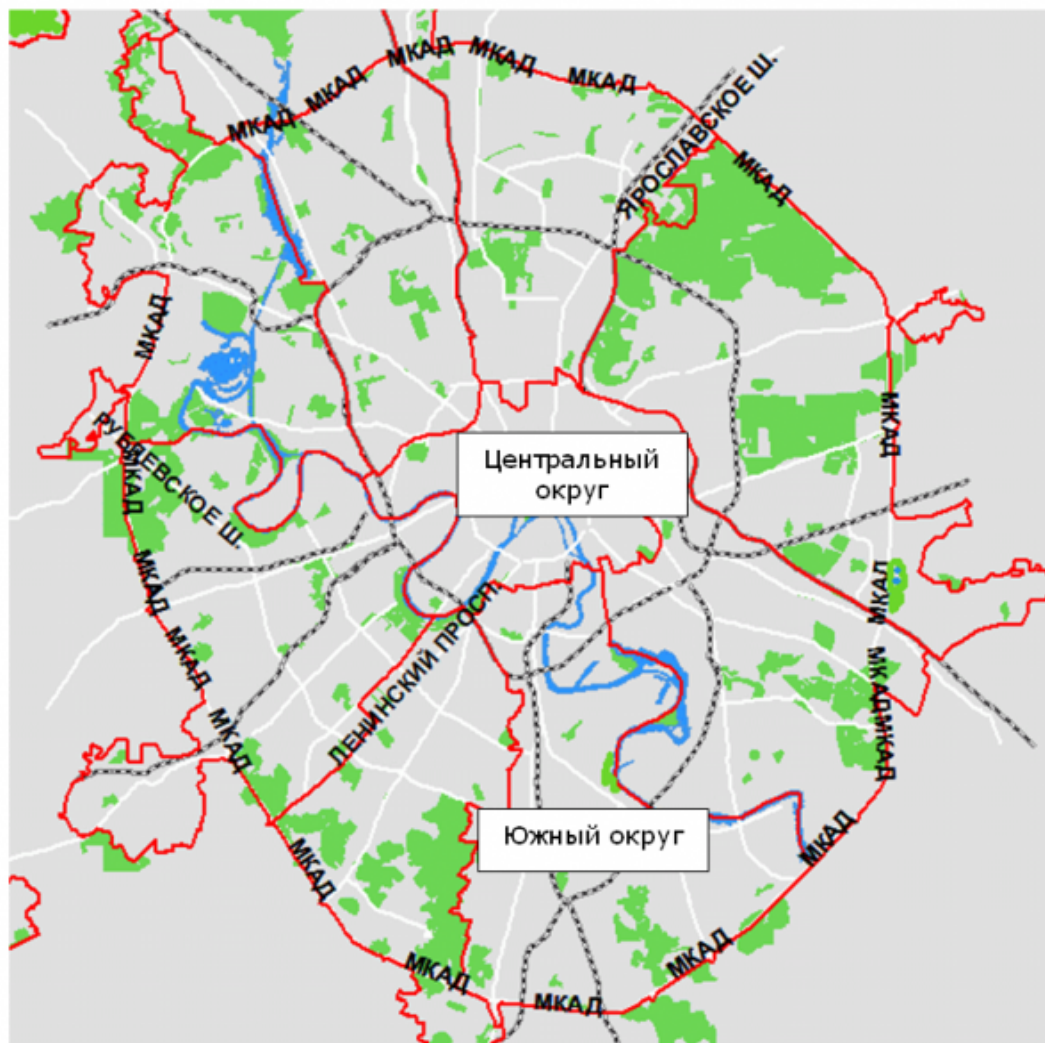 МКАД
МКАД
МКАД
МКАД
МКАД
ЯРОСЛАВСКОЕ Ш.
МКАД
МКАД
МКАД
РУБЛЕВСКОЕ Ш.
МКАД
Центральный
округ
МКАД
МКАД
МКАД
ЛЕНИНСКИЙ ПРОСП.
МКАД
МКАД
МКАД
Южный округ
МКАД
МКАД
МКАД
МКАД
МКАД